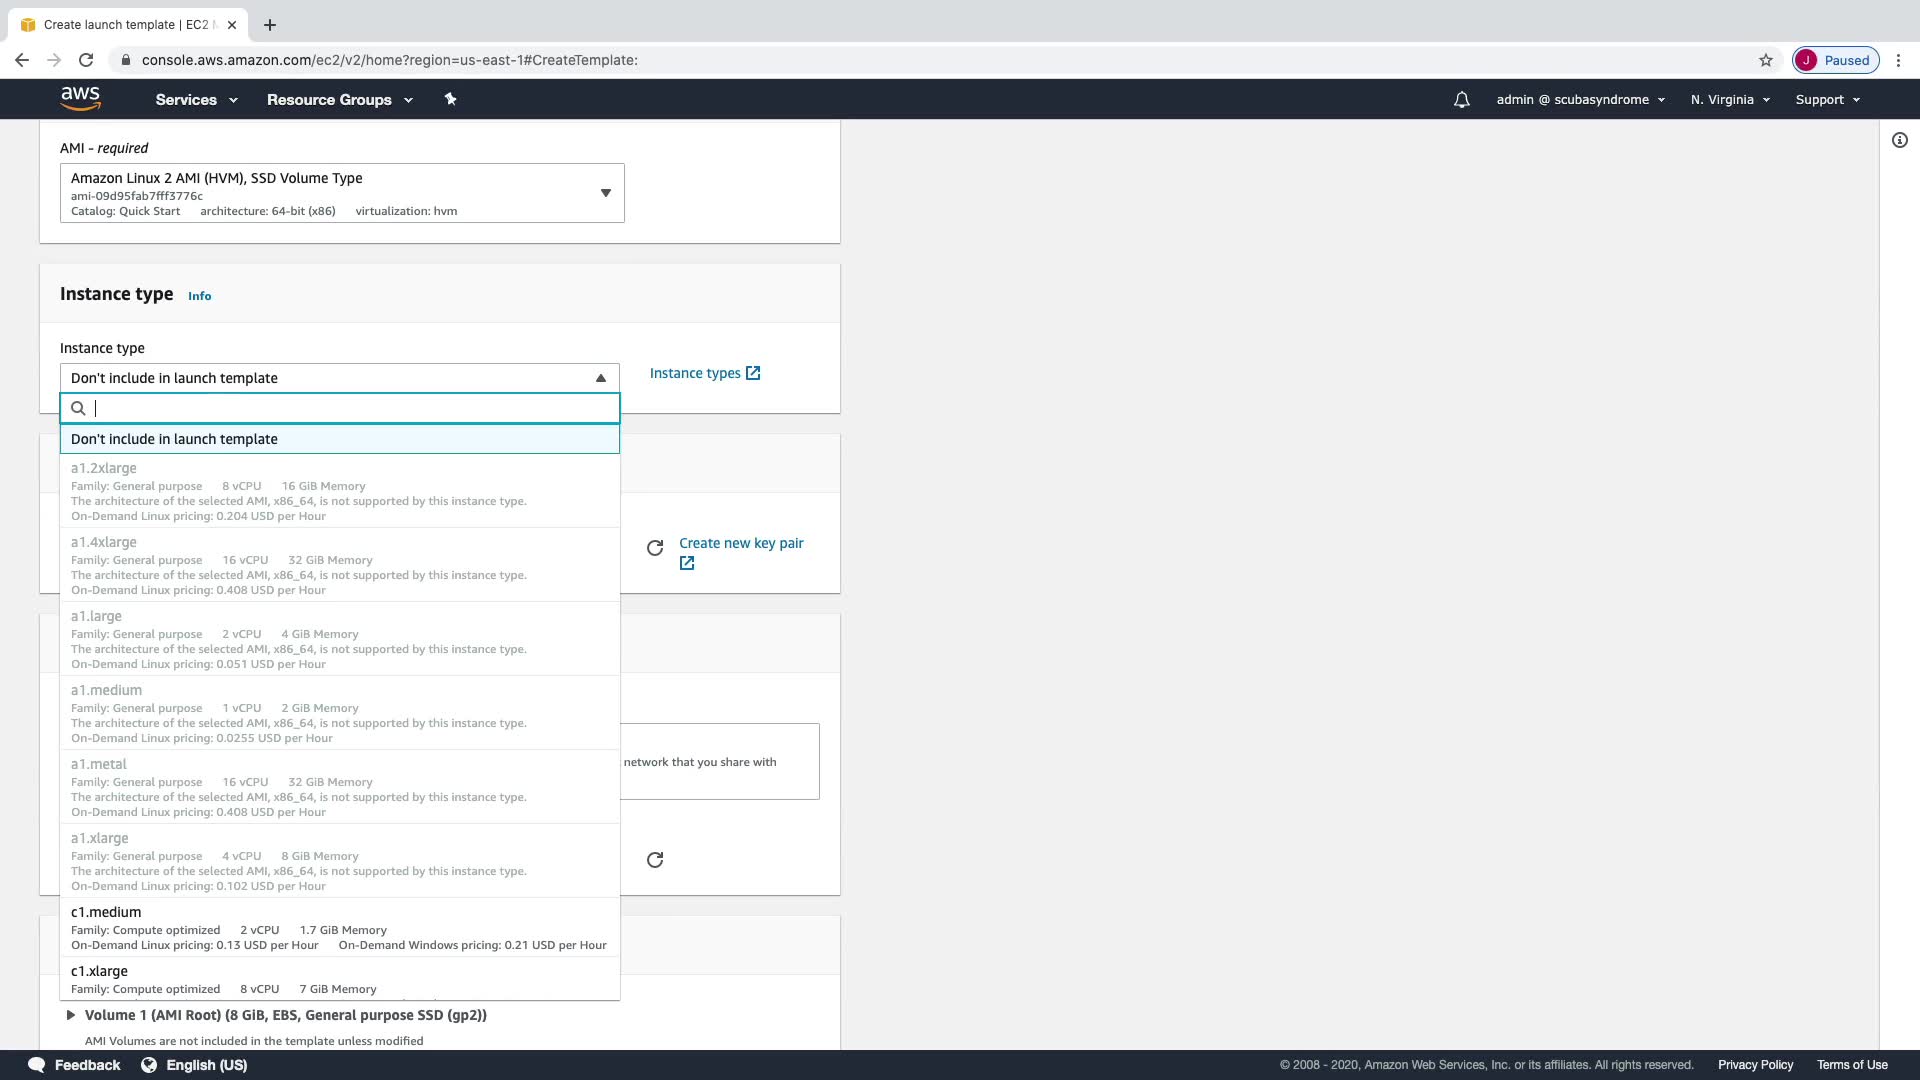 Create launch template | EC2 M
console.aws.amazon.com/ec2/v2/home?region=us-east-1#CreateTemplate:
J Paused
aws Services Resource Groups admin @ scubasyndrome N. Virginia Support
AMI - required
Amazon Linux 2 AMI (HVM), SSD Volume Type
ami-09d95fab7fff3776c
Catalog: Quick Start architecture: 64-bit (x86) virtualization: hvm
Instance type Info
Instance type
Don't include in launch template
Instance types
Don't include in launch template
a1.2xlarge
Family: General purpose 8 vCPU 16 GiB Memory
The architecture of the selected AMI, x86_64, is not supported by this instance type.
On-Demand Linux pricing: 0.204 USD per Hour
a1.4xlarge
Family: General purpose 16 vCPU 32 GiB Memory
The architecture of the selected AMI, x86_64, is not supported by this instance type.
On-Demand Linux pricing: 0.408 USD per Hour
Create new key pair
a1.large
Family: General purpose 2 vCPU 4 GiB Memory
The architecture of the selected AMI, x86_64, is not supported by this instance type.
On-Demand Linux pricing: 0.051 USD per Hour
a1.medium
Family: General purpose 1 vCPU 2 GiB Memory
The architecture of the selected AMI, x86_64, is not supported by this instance type.
On-Demand Linux pricing: 0.0255 USD per Hour
network that you share with
a1.metal
Family: General purpose 16 vCPU 32 GiB Memory
The architecture of the selected AMI, x86_64, is not supported by this instance type.
On-Demand Linux pricing: 0.408 USD per Hour
a1.xlarge
Family: General purpose 4 vCPU 8 GiB Memory
The architecture of the selected AMI, x86_64, is not supported by this instance type.
On-Demand Linux pricing: 0.102 USD per Hour
c1.medium
Family: Compute optimized 2 vCPU 1.7 GiB Memory
On-Demand Linux pricing: 0.13 USD per Hour On-Demand Windows pricing: 0.21 USD per Hour
c1.xlarge
Family: Compute optimized 8 vCPU 7 GiB Memory
Volume 1 (AMI Root) (8 GiB, EBS, General purpose SSD (gp2))
AMI Volumes are not included in the template unless modified
Feedback English (US) © 2008 - 2020, Amazon Web Services, Inc. or its affiliates. All rights reserved. Privacy Policy Terms of Use